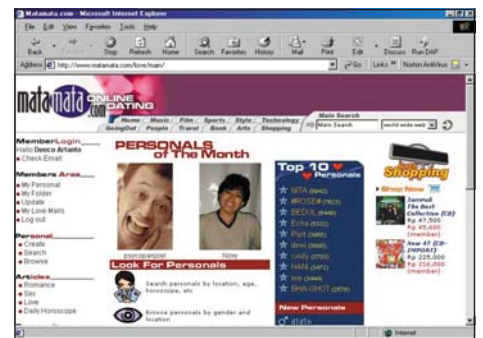 Matamata.com - Microsoft Internet Explorer
File Edit View Favorites Tools Help
Back Stop Refresh Home Search Favorites History Mail Print Edit Discuss Run DAP
Address http://www.matamata.com/love/main/ Go Links Norton AntiVirus
matamata.com ONLINE DATING
Home Music Film Sports Style Technology
GoingOut People Travel Book Arts Shopping
Main Search
Main Search world wide web
MemberLogin
Hallo Deeco Artanto
Check Email
Members Area
My Personal
My Folder
Update
My Love Mails
Log out
Personal
Create
Search
Browse
Articles
Romance
Sex
Love
Daily Horoscope
PERSONALS
of The Month
Novy
Look For Personals
Search personals by location, age,
horoscope, etc
Browse personals by gender and
location
Top 10
Personals
NITA
#ROSE#
BEDUL
Echa
Pipit
dewi
cindy
HANI
pop
BHA-GHOT
New Personals
Shopping
Shop Now
Jamrud
The Best
Collection (CD)
Rp 47,500
Rp 45,600
(member)
Now 47 (CD-
IMPORT)
Rp 225,000
Rp 214,000
(member)
Internet